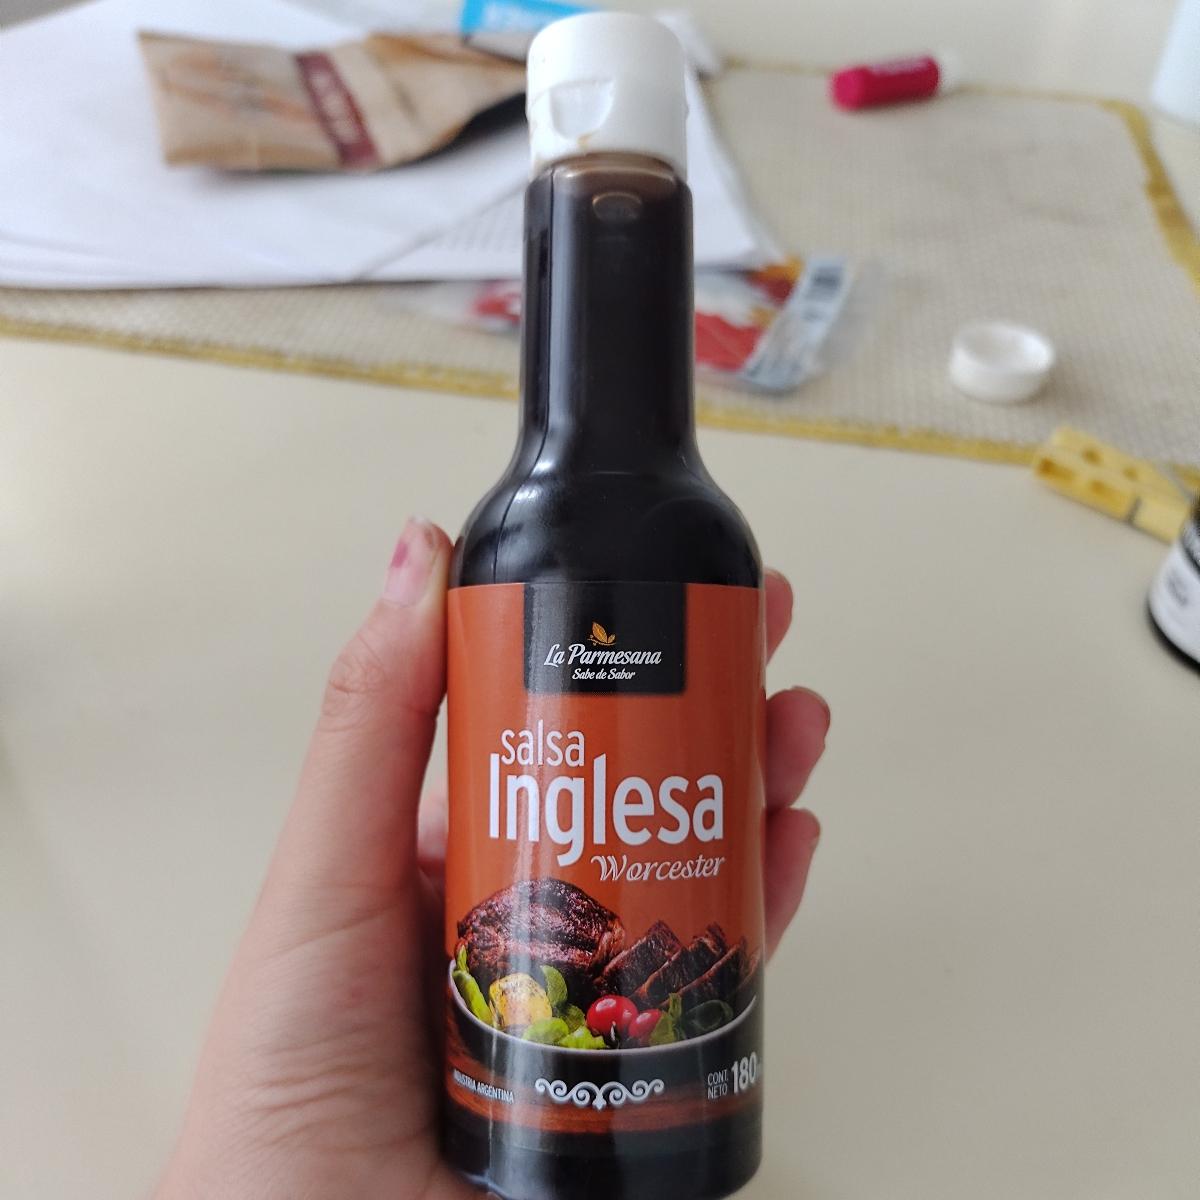 La Parmesana
Sabe de Sabor
salsa
Inglesa
Worcester
INDUSTRIA ARGENTINA
CONT.
NETO
180